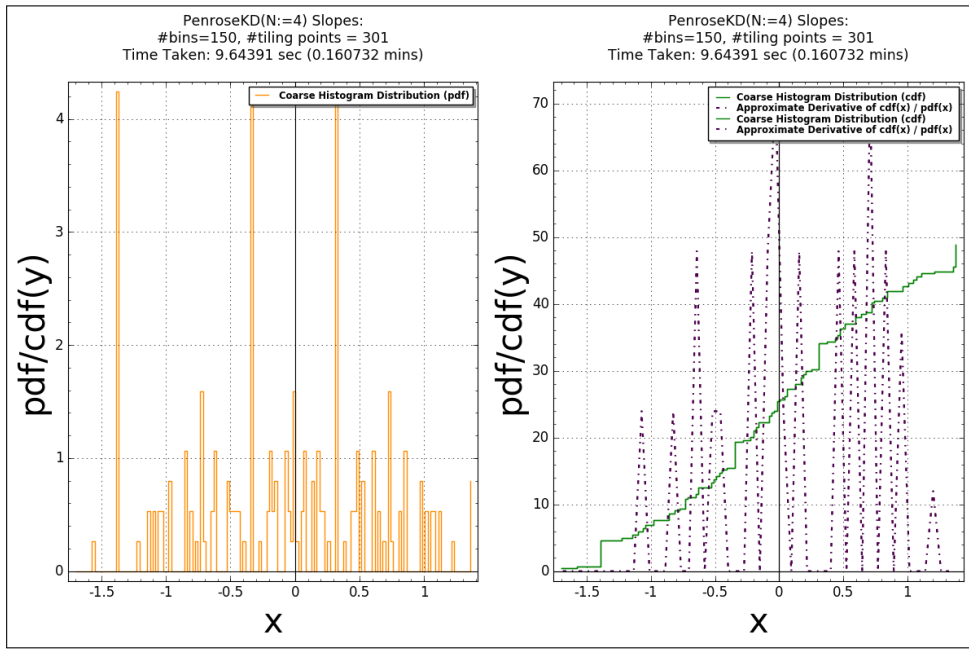 PenroseKD(N:=4) Slopes:
#bins=150, #tiling points = 301
Time Taken: 9.64391 sec (0.160732 mins)
Coarse Histogram Distribution (pdf)
pdf/cdf(y)
4
3
2
1
0
-1.5
-1
-0.5
0
0.5
1
x
PenroseKD(N:=4) Slopes:
#bins=150, #tiling points = 301
Time Taken: 9.64391 sec (0.160732 mins)
Coarse Histogram Distribution (cdf)
Approximate Derivative of cdf(x) / pdf(x)
Coarse Histogram Distribution (cdf)
Approximate Derivative of cdf(x) / pdf(x)
pdf/cdf(y)
70
60
50
40
30
20
10
0
-1.5
-1
-0.5
0
0.5
1
x